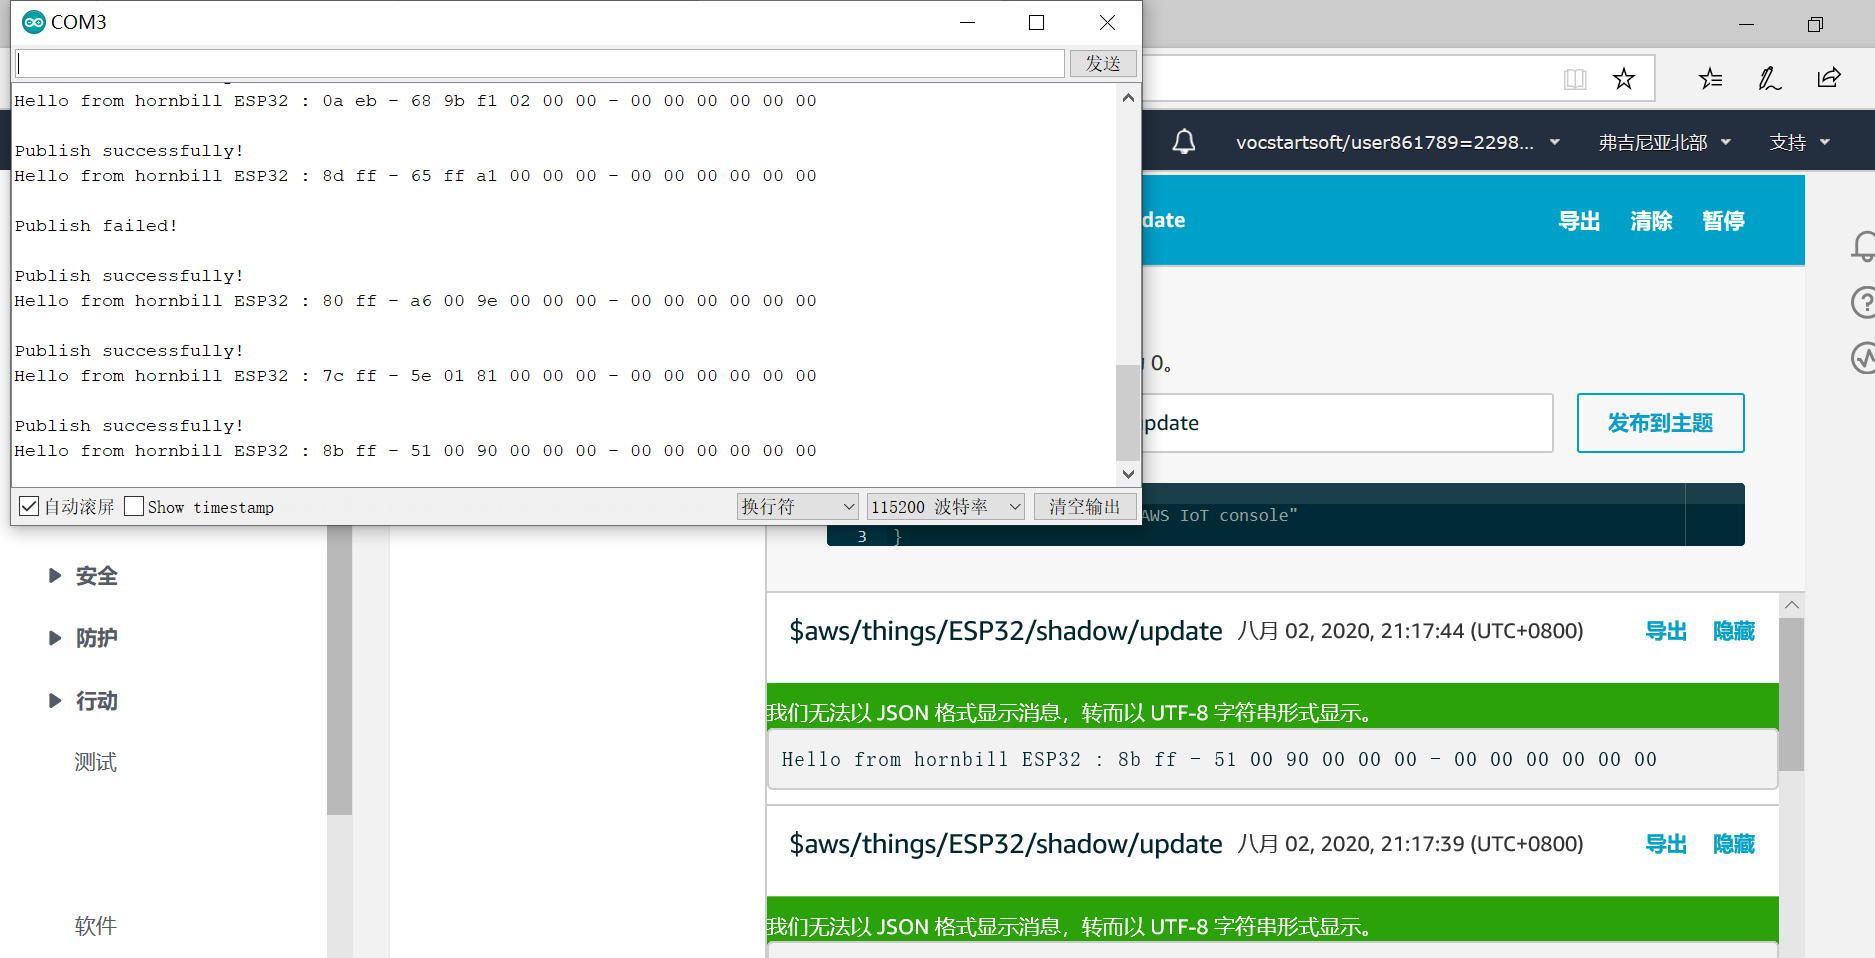 COM3
发送
Hello from hornbill ESP32 : 0a eb - 68 9b f1 02 00 00 - 00 00 00 00 00 00
Publish successfully!
Hello from hornbill ESP32 : 8d ff - 65 ff a1 00 00 00 - 00 00 00 00 00 00
Publish failed!
Publish successfully!
Hello from hornbill ESP32 : 80 ff - a6 00 9e 00 00 00 - 00 00 00 00 00 00
Publish successfully!
Hello from hornbill ESP32 : 7c ff - 5e 01 81 00 00 00 - 00 00 00 00 00 00
Publish successfully!
Hello from hornbill ESP32 : 8b ff - 51 00 90 00 00 00 - 00 00 00 00 00 00
自动滚屏 Show timestamp 换行符 115200 波特率 清空输出
vocstartsoft/user861789=2298... 弗吉尼亚北部 支持
date 导出 清除 暂停
0。
pdate 发布到主题
AWS IoT console"
3 }
安全
防护
行动
测试
软件
$aws/things/ESP32/shadow/update 八月 02, 2020, 21:17:44 (UTC+0800) 导出 隐藏
我们无法以 JSON 格式显示消息，转而以 UTF-8 字符串形式显示。
Hello from hornbill ESP32 : 8b ff - 51 00 90 00 00 00 - 00 00 00 00 00 00
$aws/things/ESP32/shadow/update 八月 02, 2020, 21:17:39 (UTC+0800) 导出 隐藏
我们无法以 JSON 格式显示消息，转而以 UTF-8 字符串形式显示。